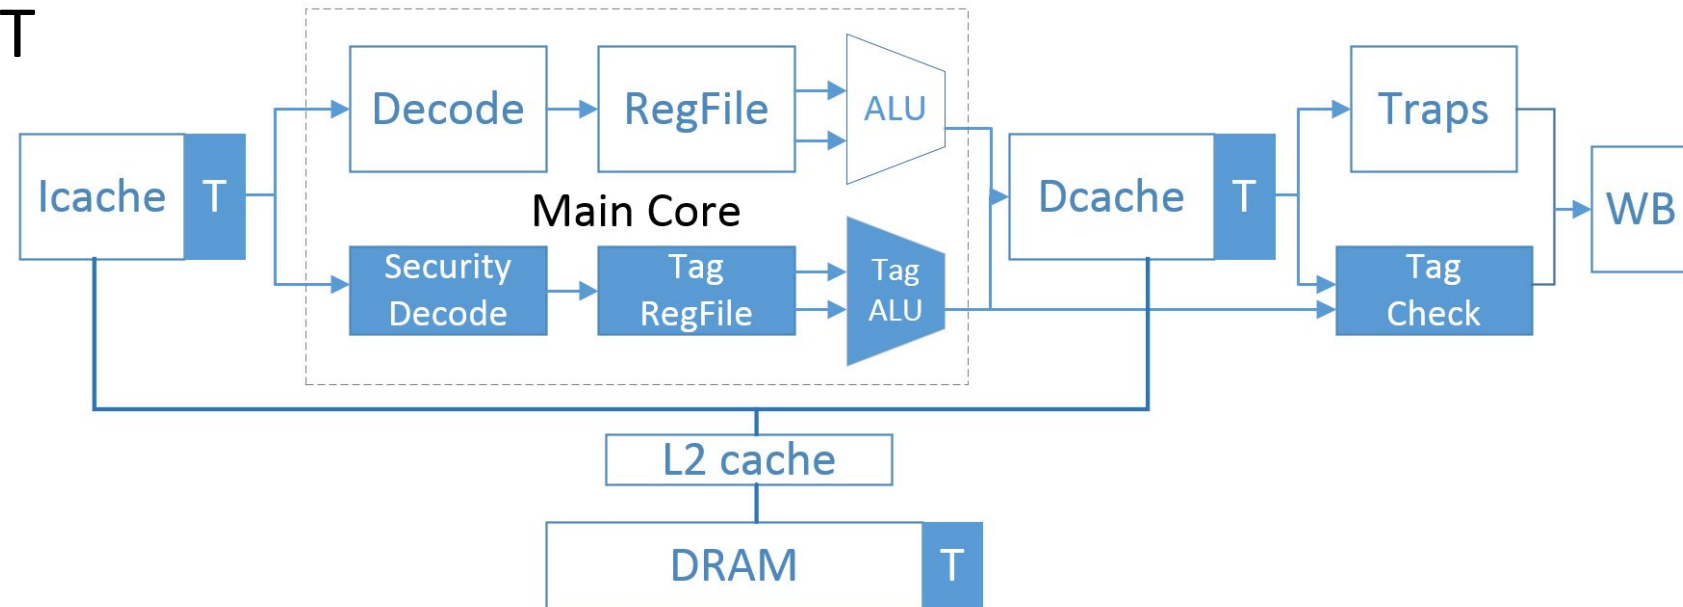 T
Decode
RegFile
ALU
Traps
Icache
T
Main Core
Dcache
T
WB
Security
Decode
Tag
RegFile
Tag
ALU
Tag
Check
L2 cache
DRAM
T